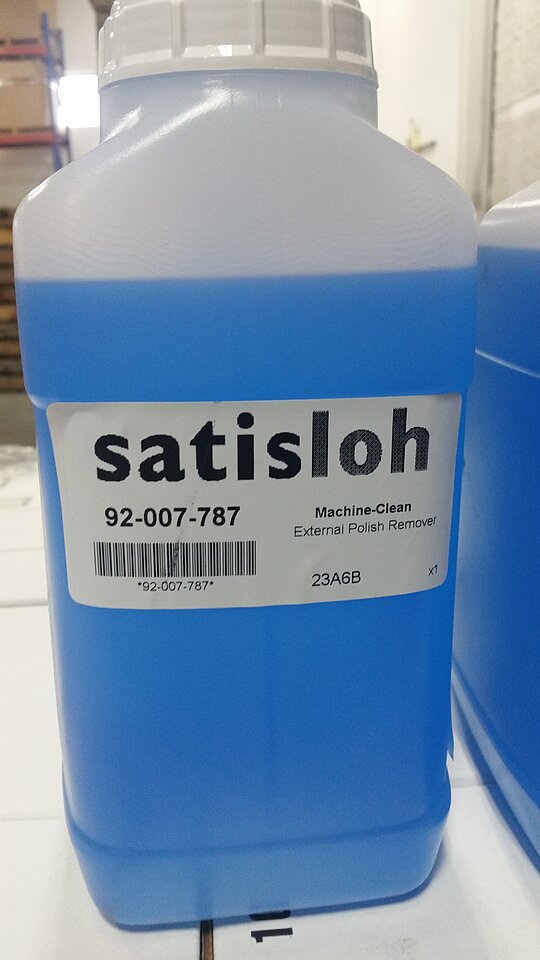 satisloh
92-007-787
*92-007-787*
Machine-Clean
External Polish Remover
23A6B
x1